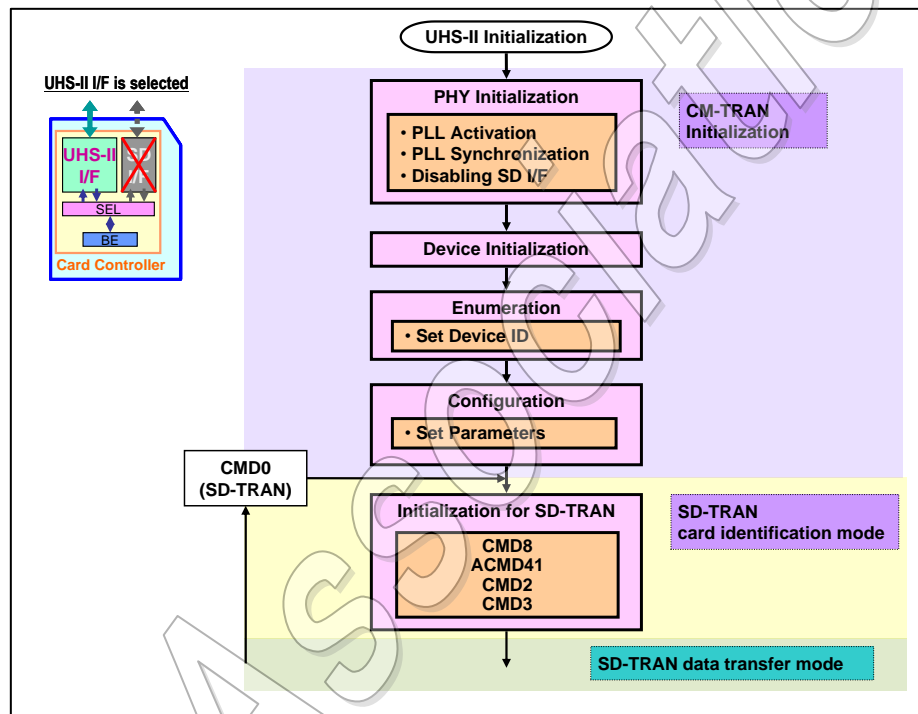 UHS-II Initialization
UHS-II I/F is selected
UHS-II
I/F
SD
I/F
SEL
BE
Card Controller
PHY Initialization
• PLL Activation
• PLL Synchronization
• Disabling SD I/F
CM-TRAN
Initialization
Device Initialization
Enumeration
• Set Device ID
Configuration
• Set Parameters
CMD0
(SD-TRAN)
Initialization for SD-TRAN
CMD8
ACMD41
CMD2
CMD3
SD-TRAN
card identification mode
SD-TRAN data transfer mode
Association